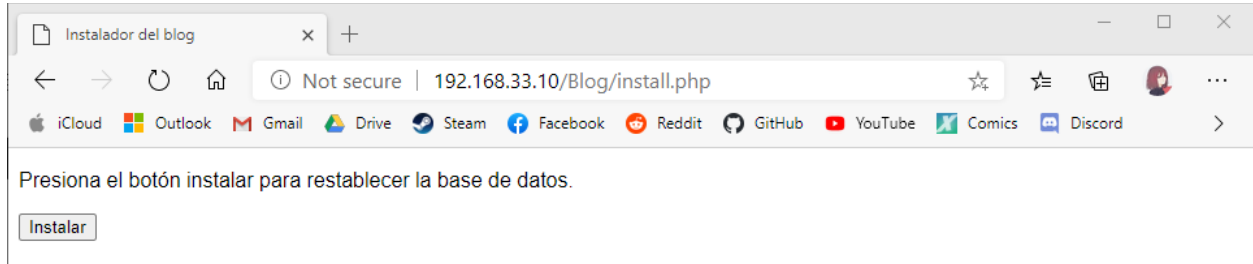 Instalador del blog
Not secure 192.168.33.10/Blog/install.php
iCloud Outlook Gmail Drive Steam Facebook Reddit GitHub YouTube Comics Discord
Presiona el botón instalar para restablecer la base de datos.
Instalar